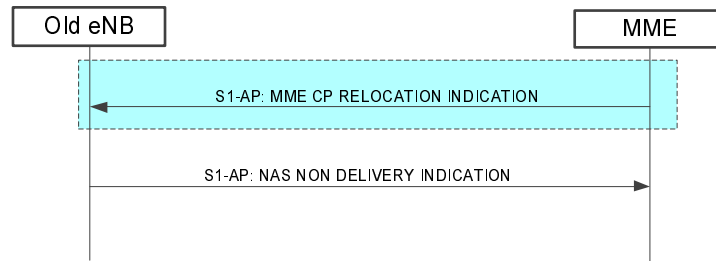 Old eNB
MME
S1-AP: MME CP RELOCATION INDICATION
S1-AP: NAS NON DELIVERY INDICATION